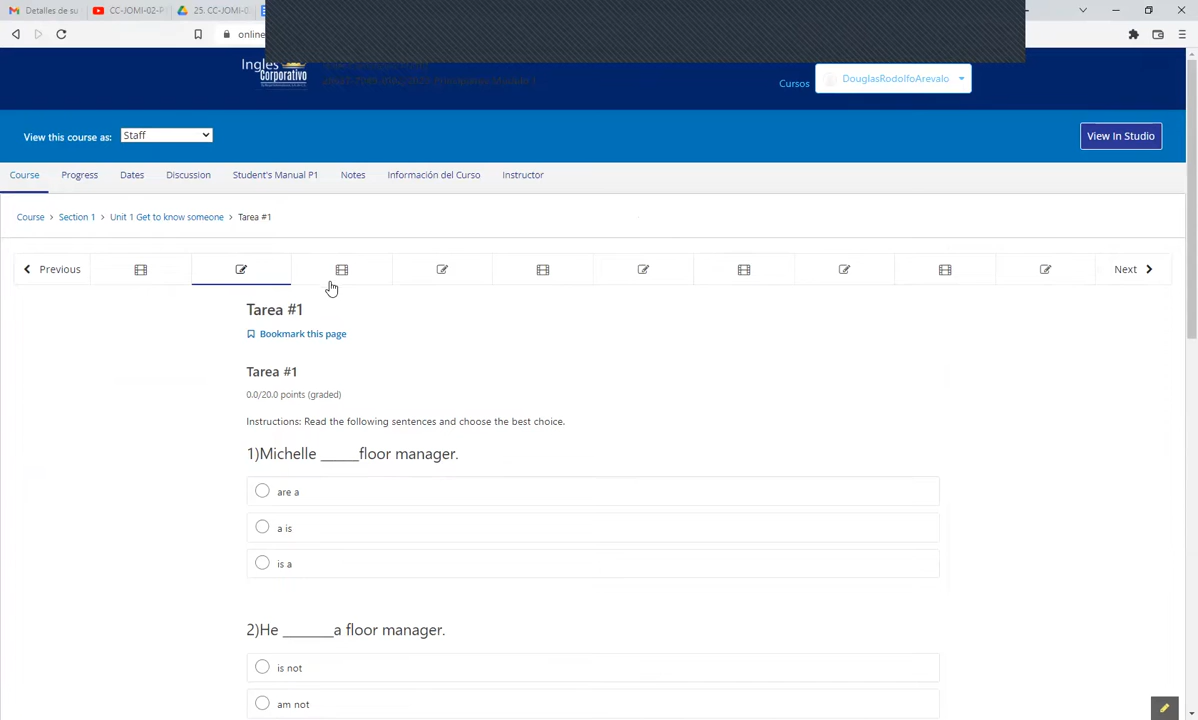 Detalles de su
CC-JOMI-02-P
25. CC-JOMI-0
online
Ingles
Corporativo
Cursos
DouglasRodolfoArevalo
View this course as:
Staff
View In Studio
Course
Progress
Dates
Discussion
Student's Manual P1
Notes
Información del Curso
Instructor
Course > Section 1 > Unit 1 Get to know someone > Tarea #1
Previous
Next
Tarea #1
Bookmark this page
Tarea #1
0.0/20.0 points (graded)
Instructions: Read the following sentences and choose the best choice.
1)Michelle _____floor manager.
are a
a is
is a
2)He _______a floor manager.
is not
am not